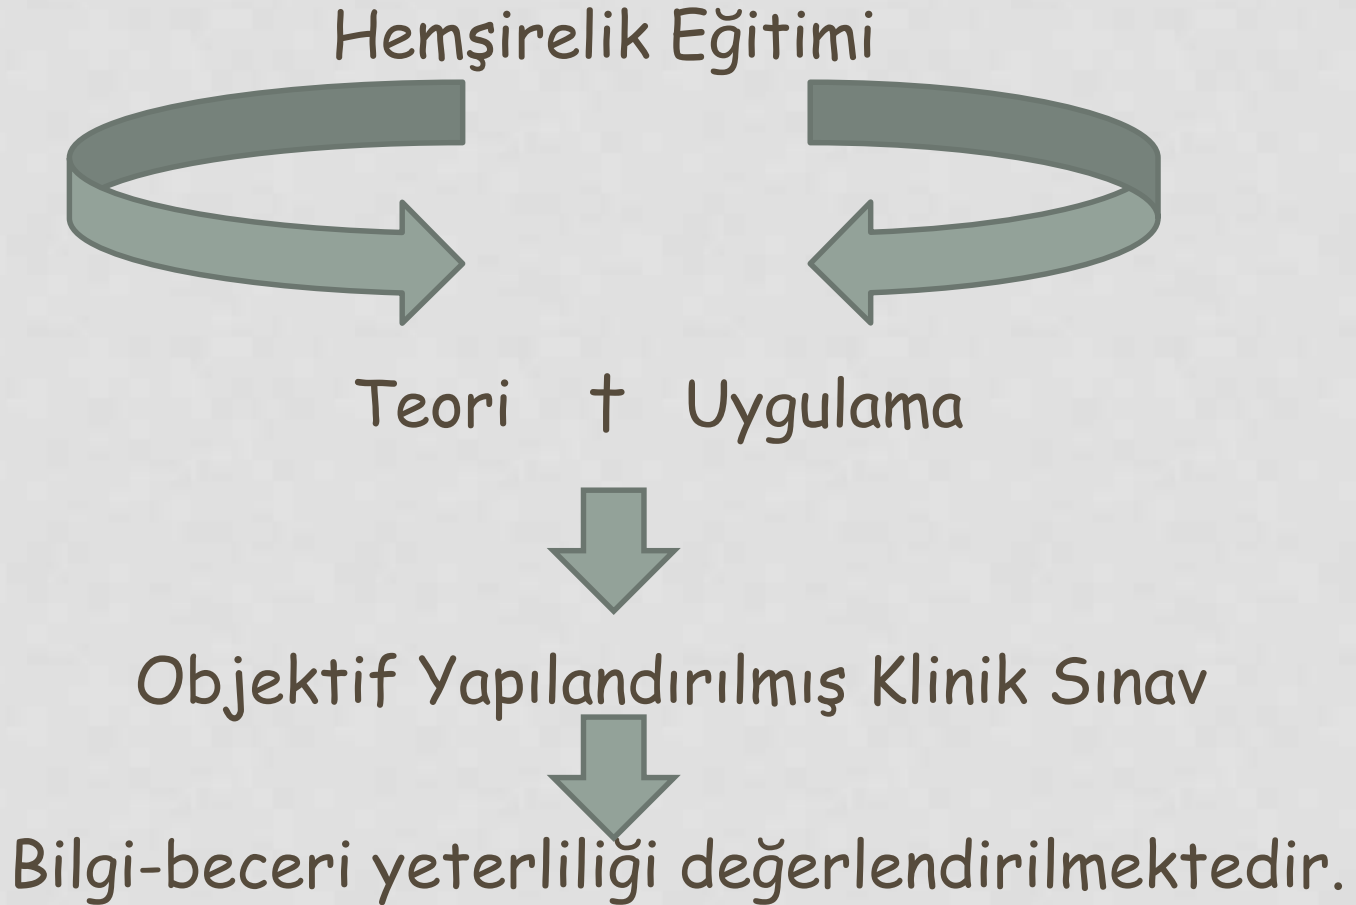 Hemşirelik Eğitimi
Teori † Uygulama
Objektif Yapılandırılmış Klinik Sınav
Bilgi-beceri yeterliliği değerlendirilmektedir.